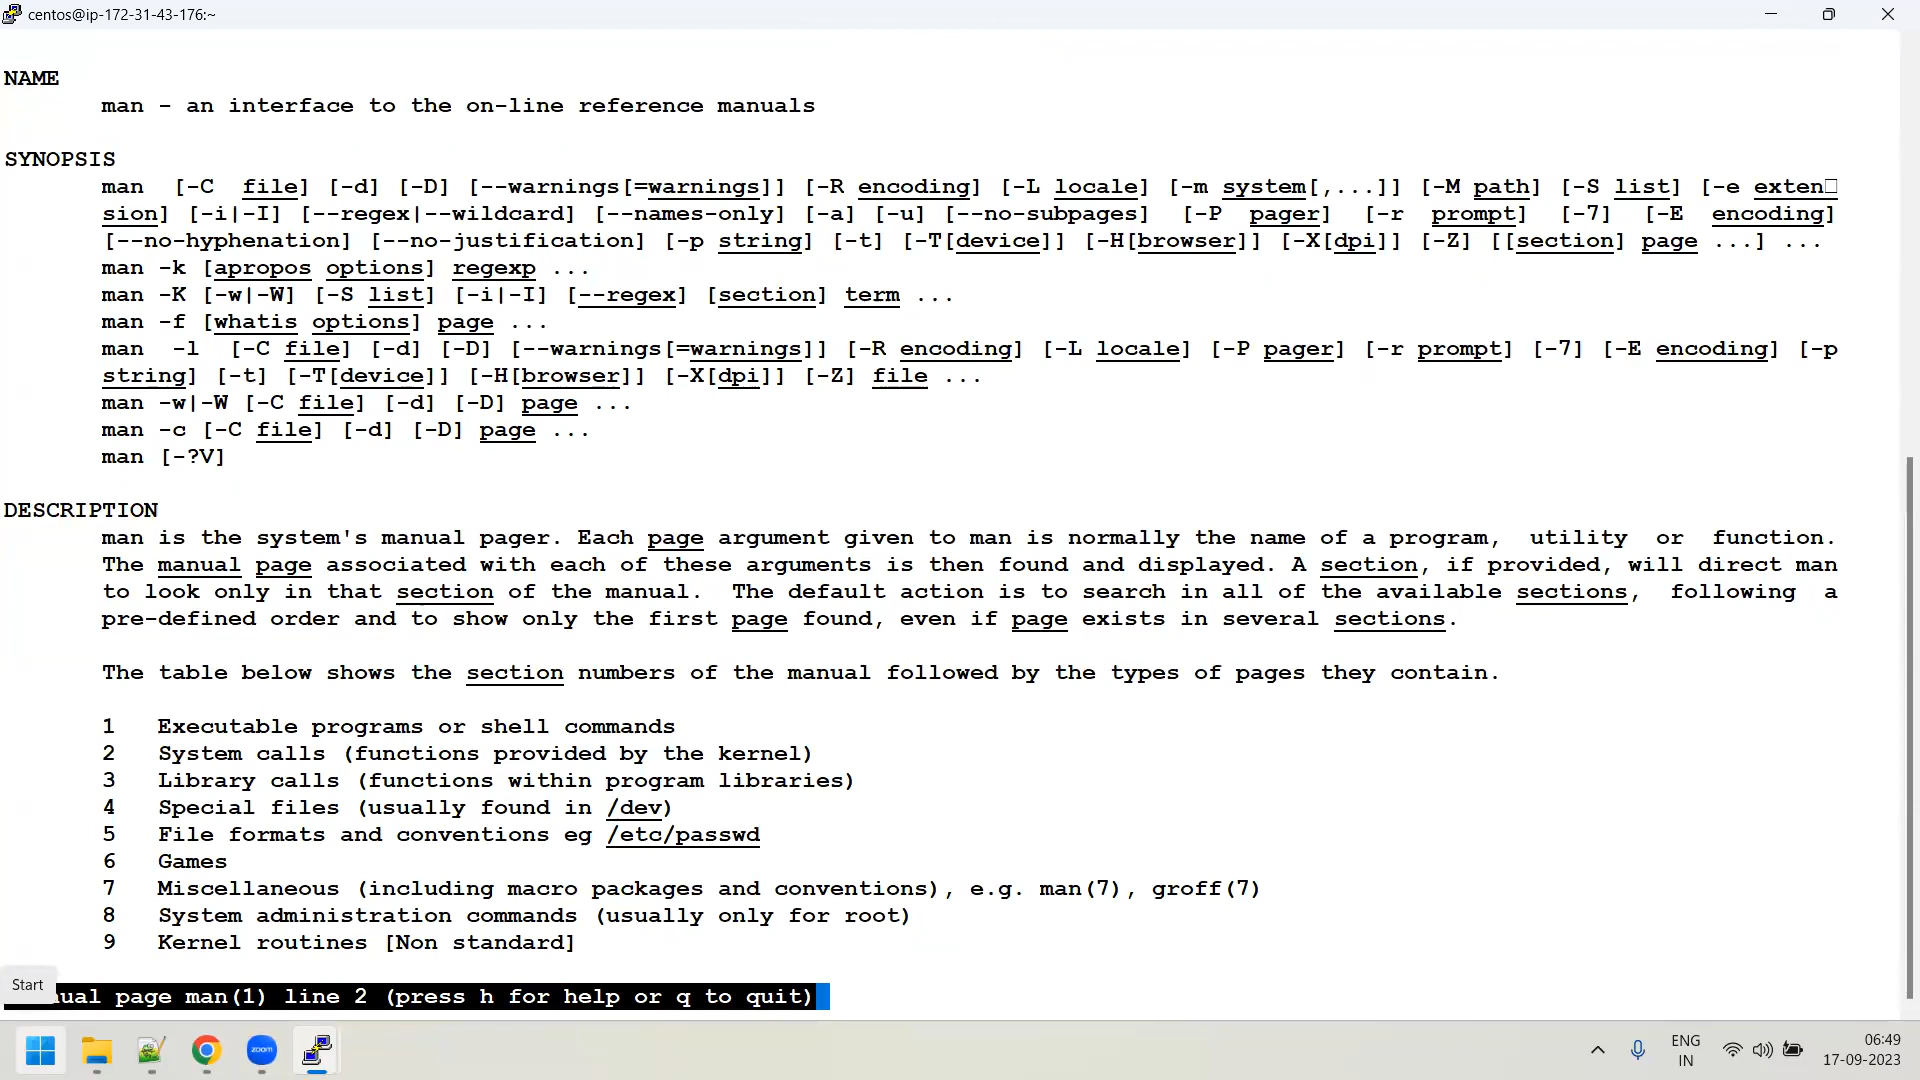 centos@ip-172-31-43-176:~
NAME
man - an interface to the on-line reference manuals
SYNOPSIS
man [-C file] [-d] [-D] [--warnings[=warnings]] [-R encoding] [-L locale] [-m system[,...]] [-M path] [-S list] [-e exten
sion] [-i|-I] [--regex|--wildcard] [--names-only] [-a] [-u] [--no-subpages] [-P pager] [-r prompt] [-7] [-E encoding]
[--no-hyphenation] [--no-justification] [-p string] [-t] [-T[device]] [-H[browser]] [-X[dpi]] [-Z] [[section] page ...] ...
man -k [apropos options] regexp ...
man -K [-w|-W] [-S list] [-i|-I] [--regex] [section] term ...
man -f [whatis options] page ...
man -l [-C file] [-d] [-D] [--warnings[=warnings]] [-R encoding] [-L locale] [-P pager] [-r prompt] [-7] [-E encoding] [-p
string] [-t] [-T[device]] [-H[browser]] [-X[dpi]] [-Z] file ...
man -w|-W [-C file] [-d] [-D] page ...
man -c [-C file] [-d] [-D] page ...
man [-?V]
DESCRIPTION
man is the system's manual pager. Each page argument given to man is normally the name of a program, utility or function.
The manual page associated with each of these arguments is then found and displayed. A section, if provided, will direct man
to look only in that section of the manual. The default action is to search in all of the available sections, following a
pre-defined order and to show only the first page found, even if page exists in several sections.
The table below shows the section numbers of the manual followed by the types of pages they contain.
1 Executable programs or shell commands
2 System calls (functions provided by the kernel)
3 Library calls (functions within program libraries)
4 Special files (usually found in /dev)
5 File formats and conventions eg /etc/passwd
6 Games
7 Miscellaneous (including macro packages and conventions), e.g. man(7), groff(7)
8 System administration commands (usually only for root)
9 Kernel routines [Non standard]
Start
ual page man(1) line 2 (press h for help or q to quit)
zoom
ENG
IN
06:49
17-09-2023